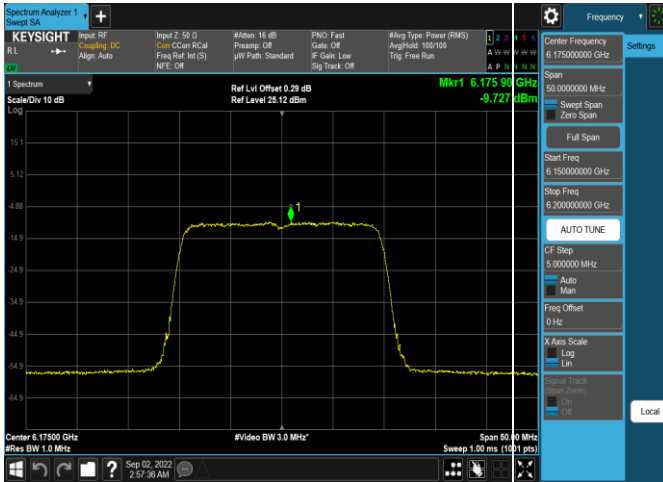 Spectrum Analyzer 1
Swept SA
Frequency
KEYSIGHT
Input: RF
Input Z: 50 Ω
#Atten: 16 dB
PNO: Fast
#Avg Type: Power (RMS)
1 2 3 4 5 6
RL
Coupling: DC
Corr CCorr RCal
Preamp: Off
Gate: Off
Avg|Hold: 100/100
A W W W W W
Align: Auto
Freq Ref: Int (S)
µW Path: Standard
IF Gain: Low
Trig: Free Run
NFE: Off
Sig Track: Off
A P N N N N
1 Spectrum
Scale/Div 10 dB
Log
Ref Lvl Offset 0.29 dB
Ref Level 25.12 dBm
Mkr1 6.175 90 GHz
-9.727 dBm
15.1
5.12
-4.88
-14.9
-24.9
-34.9
-44.9
-54.9
-64.9
1
Center 6.17500 GHz
#Video BW 3.0 MHz*
Span 50.00 MHz
#Res BW 1.0 MHz
Sweep 1.00 ms (1001 pts)
Sep 02, 2022
2:57:36 AM
Center Frequency
6.175000000 GHz
Settings
Span
50.0000000 MHz
Swept Span
Zero Span
Full Span
Start Freq
6.150000000 GHz
Stop Freq
6.200000000 GHz
AUTO TUNE
CF Step
5.000000 MHz
Auto
Man
Freq Offset
0 Hz
X Axis Scale
Log
Lin
Signal Track
(Span Zoom)
On
Off
Local